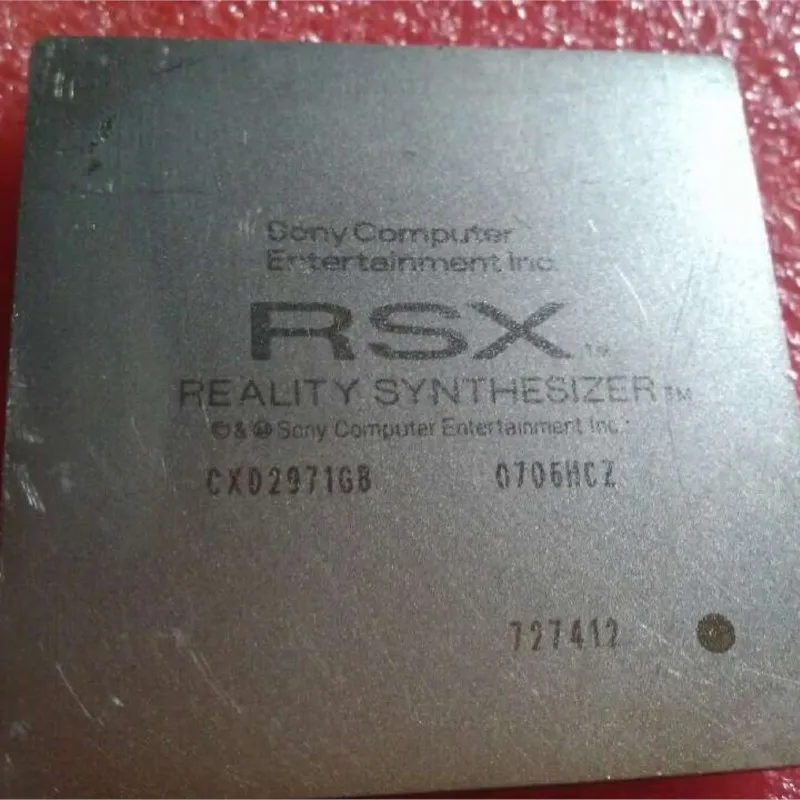 Sony Computer
Entertainment Inc.
RSX™
REALITY SYNTHESIZER™
©&Ⓜ Sony Computer Entertainment Inc.
CXD2971GB 0706HCZ
727412